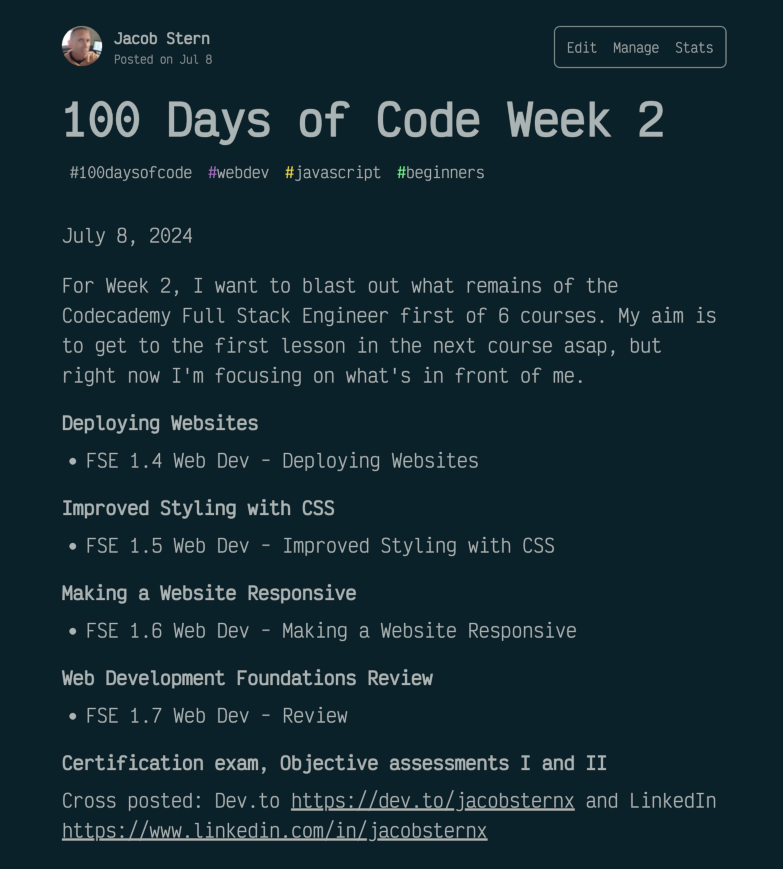 Jacob Stern
Posted on Jul 8
Edit Manage Stats
100 Days of Code Week 2
#100daysofcode #webdev #javascript #beginners
July 8, 2024
For Week 2, I want to blast out what remains of the
Codecademy Full Stack Engineer first of 6 courses. My aim is
to get to the first lesson in the next course asap, but
right now I'm focusing on what's in front of me.
Deploying Websites
• FSE 1.4 Web Dev - Deploying Websites
Improved Styling with CSS
• FSE 1.5 Web Dev - Improved Styling with CSS
Making a Website Responsive
• FSE 1.6 Web Dev - Making a Website Responsive
Web Development Foundations Review
• FSE 1.7 Web Dev - Review
Certification exam, Objective assessments I and II
Cross posted: Dev.to https://dev.to/jacobsternx and LinkedIn
https://www.linkedin.com/in/jacobsternx